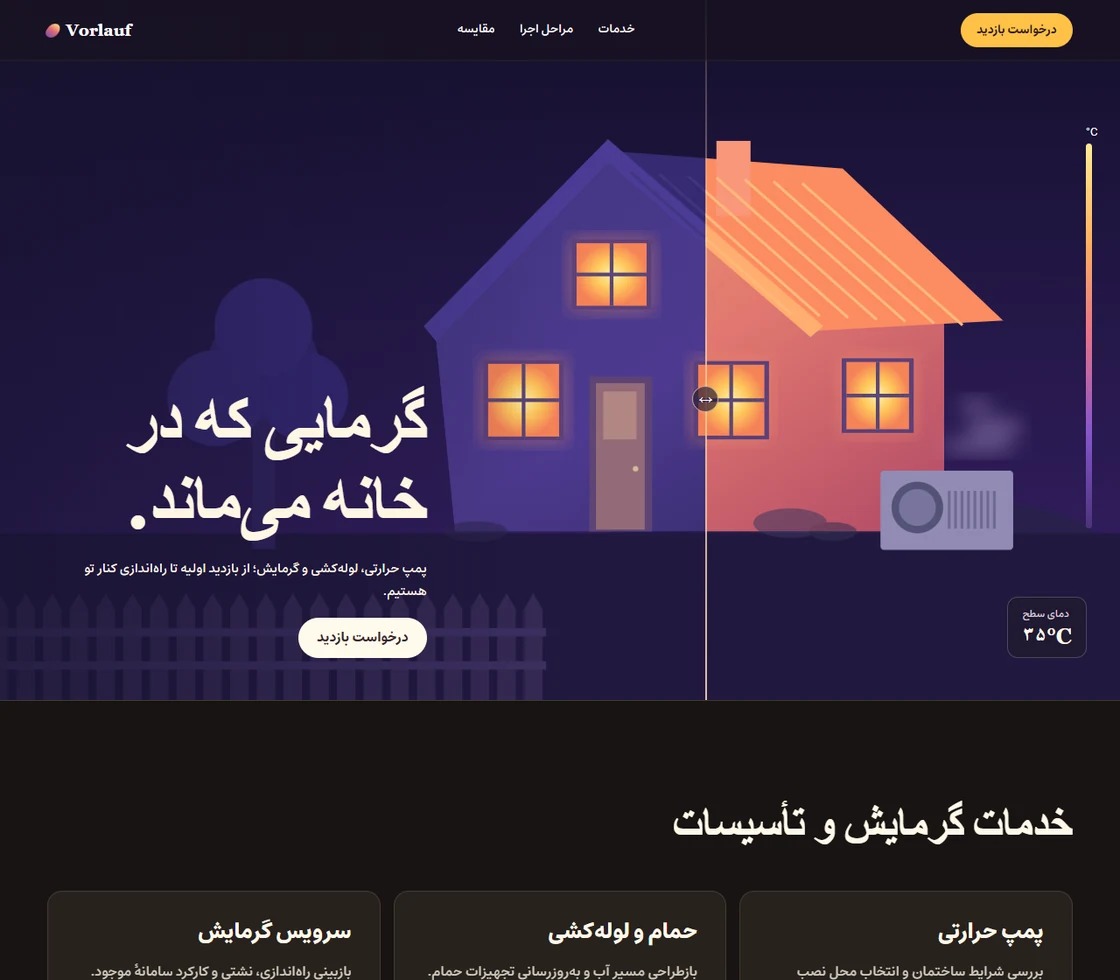 درخواست بازدید
خدمات
مراحل اجرا
مقایسه
Vorlauf
°C
گرمایی که در
خانه می‌ماند.
پمپ حرارتی، لوله‌کشی و گرمایش؛ از بازدید اولیه تا راه‌اندازی کنار تو
هستیم.
درخواست بازدید
دمای سطح
۳۵°C
خدمات گرمایش و تأسیسات
پمپ حرارتی
بررسی شرایط ساختمان و انتخاب محل نصب
حمام و لوله‌کشی
بازطراحی مسیر آب و به‌روزرسانی تجهیزات حمام.
سرویس گرمایش
بازبینی راه‌اندازی، نشتی و کارکرد سامانهٔ موجود.